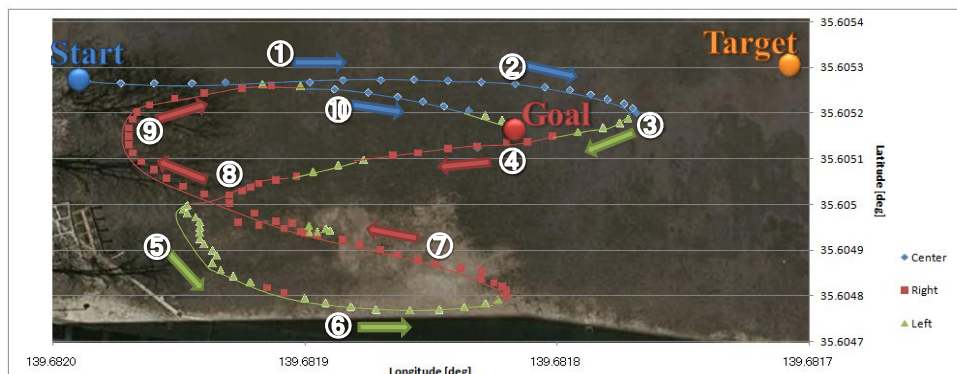 35.6054
① ②
Start Target
35.6053
⑩ Goal ③
35.6052
⑨ ④
35.6051
⑧
35.605
⑤ ⑦
35.6049
⑥
35.6048
35.6047
Latitude [deg]
Center
Right
Left
139.6820 139.6819 139.6818 139.6817
Longitude [deg]